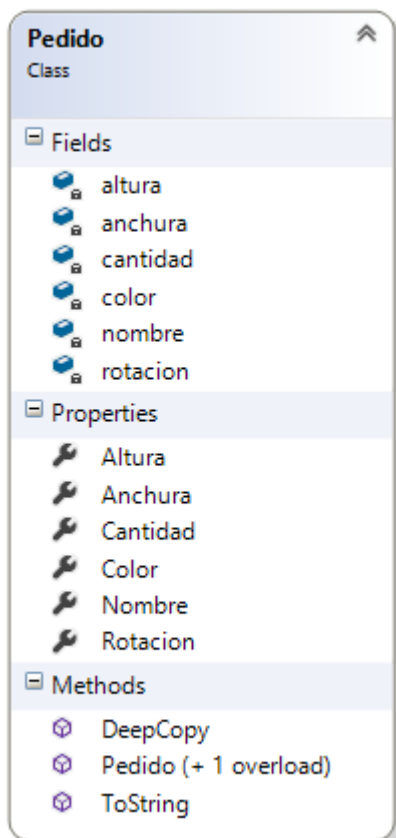 Pedido
Class
Fields
altura
anchura
cantidad
color
nombre
rotacion
Properties
Altura
Anchura
Cantidad
Color
Nombre
Rotacion
Methods
DeepCopy
Pedido (+ 1 overload)
ToString